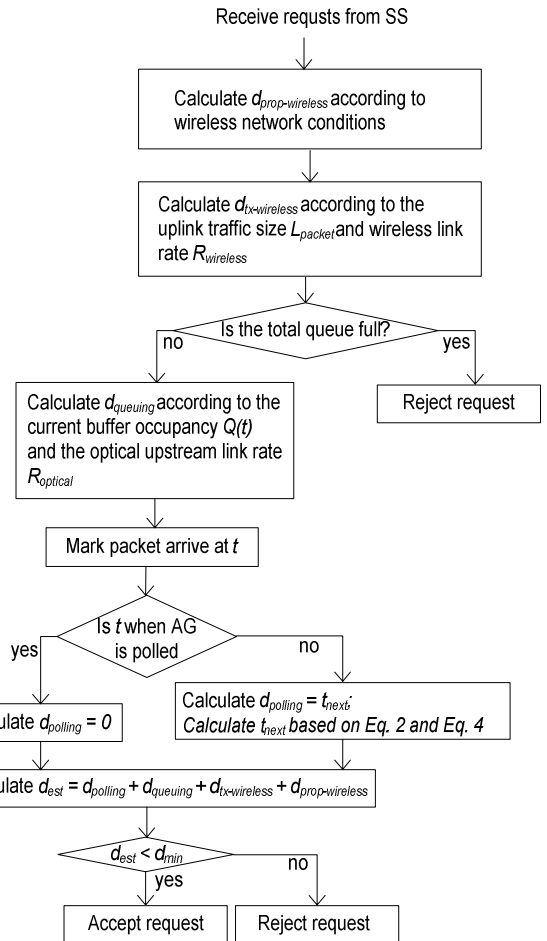 Receive requsts from SS
Calculate dprop-wireless according to
wireless network conditions
Calculate dtx-wireless according to the
uplink traffic size Lpacket and wireless link
rate Rwireless
Is the total queue full?
no
yes
Calculate dqueuing according to the
current buffer occupancy Q(t)
and the optical upstream link rate
Roptical
Reject request
Mark packet arrive at t
Is t when AG
is polled
yes
no
ulate dpolling = 0
Calculate dpolling = tnext;
Calculate tnext based on Eq. 2 and Eq. 4
ulate dest = dpolling + dqueuing + dtx-wireless + dprop-wireless
dest < dmin
yes
no
Accept request
Reject request